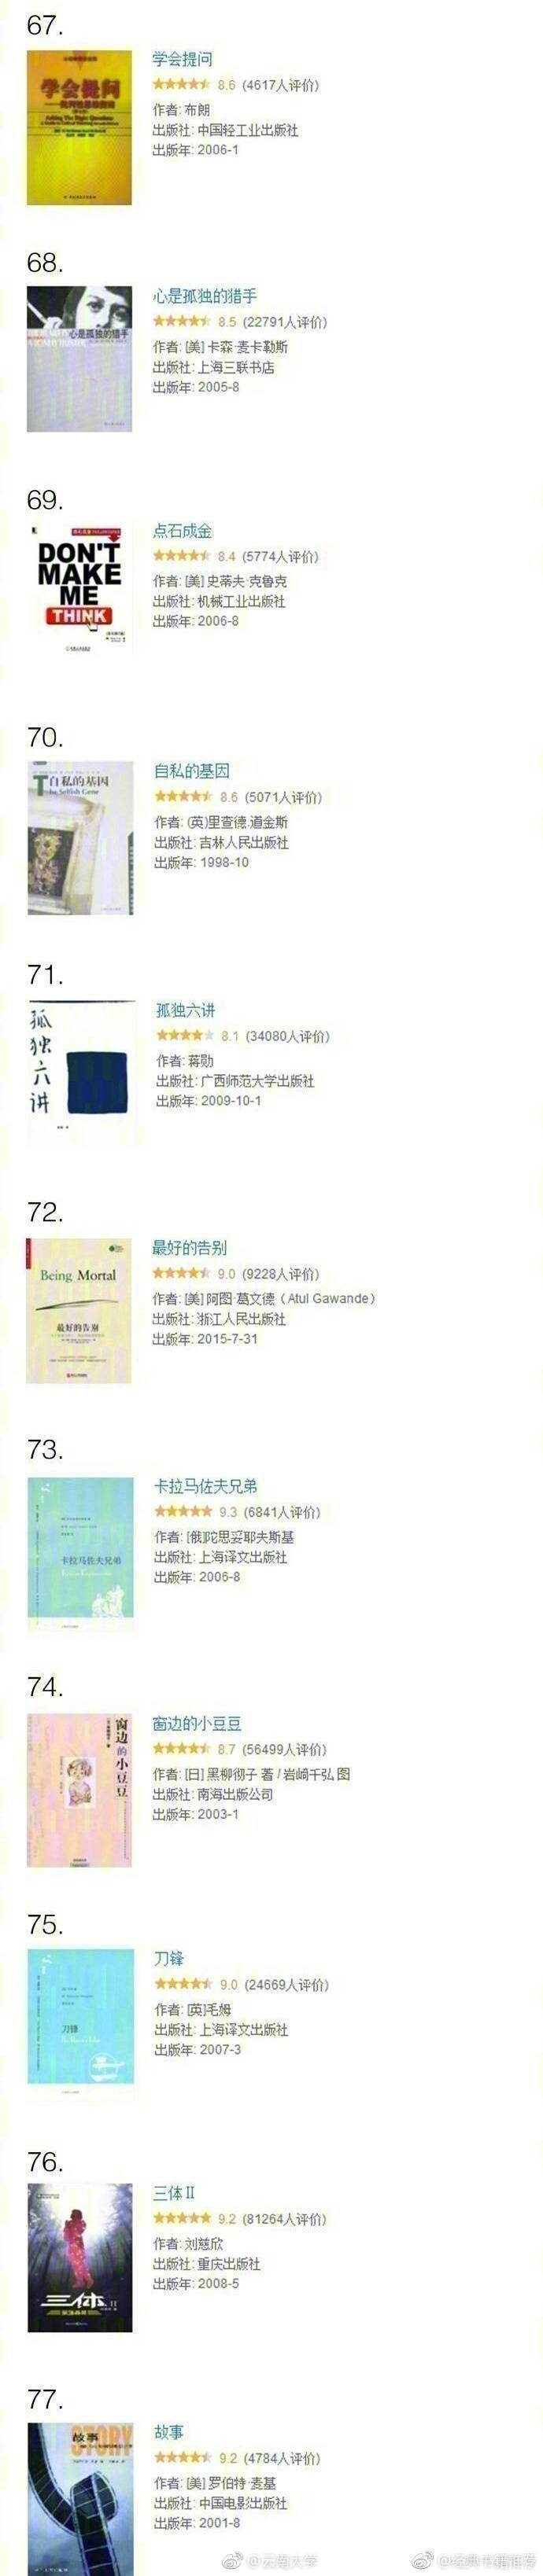 67.
学会提问
学会提问
Asking The Right Questions
8.6 (4617人评价)
作者: 布朗
出版社: 中国轻工业出版社
出版年: 2006-1
68.
心是孤独的猎手
心是孤独的猎手
8.5 (22791人评价)
作者: [美] 卡森·麦卡勒斯
出版社: 上海三联书店
出版年: 2005-8
69.
DON'T
MAKE
ME
THINK
点石成金
8.4 (5774人评价)
作者: [美] 史蒂夫·克鲁克
出版社: 机械工业出版社
出版年: 2006-8
70.
自私的基因
The Selfish Gene
自私的基因
8.6 (5071人评价)
作者: (英)里查德.道金斯
出版社: 吉林人民出版社
出版年: 1998-10
71.
孤独六讲
孤独六讲
8.1 (34080人评价)
作者: 蒋勋
出版社: 广西师范大学出版社
出版年: 2009-10-1
72.
Being Mortal
最好的告别
最好的告别
9.0 (9228人评价)
作者: [美] 阿图·葛文德（Atul Gawande）
出版社: 浙江人民出版社
出版年: 2015-7-31
73.
卡拉马佐夫兄弟
卡拉马佐夫兄弟
9.3 (6841人评价)
作者: [俄]陀思妥耶夫斯基
出版社: 上海译文出版社
出版年: 2006-8
74.
窗边的小豆豆
窗边的小豆豆
8.7 (56499人评价)
作者: [日] 黑柳彻子 著 / 岩崎千弘 图
出版社: 南海出版公司
出版年: 2003-1
75.
刀锋
刀锋
9.0 (24669人评价)
作者: [英]毛姆
出版社: 上海译文出版社
出版年: 2007-3
76.
三体 II
三体Ⅱ
9.2 (81264人评价)
作者: 刘慈欣
出版社: 重庆出版社
出版年: 2008-5
77.
故事
STORY
故事
9.2 (4784人评价)
作者: [美] 罗伯特·麦基
出版社: 中国电影出版社
出版年: 2001-8
@云南大学
@经典书籍推荐